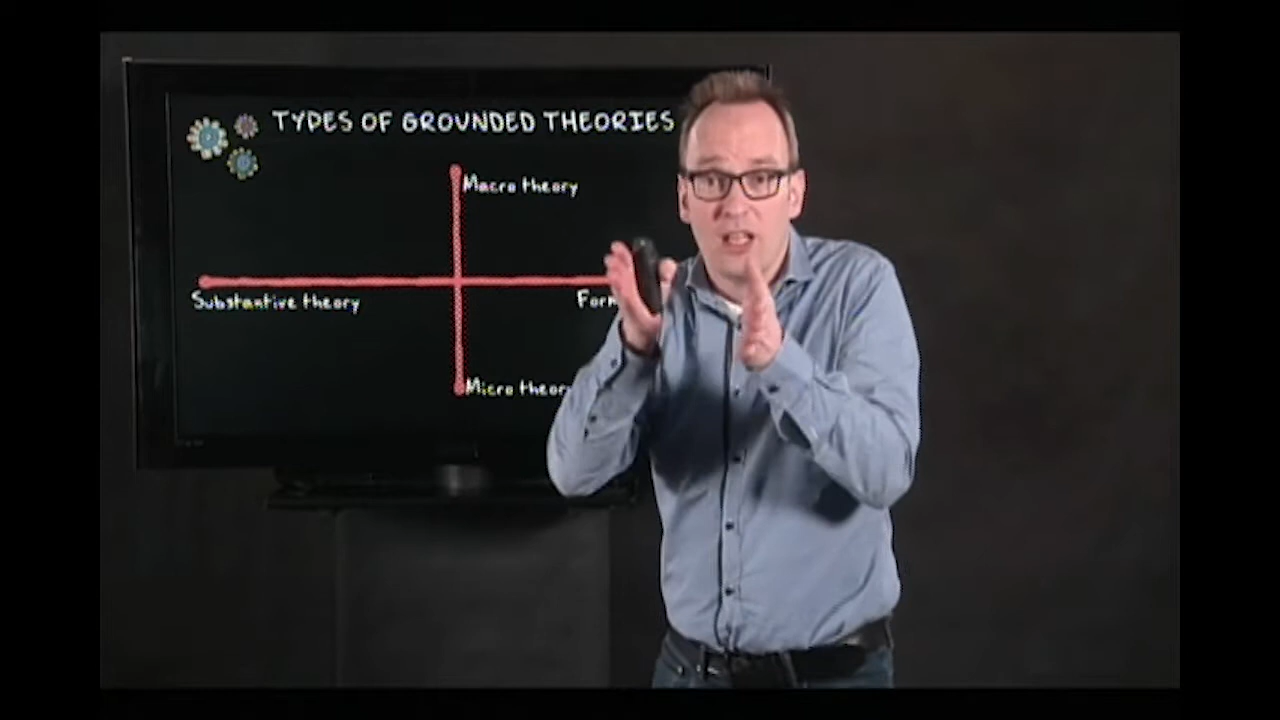 TYPES OF GROUNDED THEORIES
Macro theory
Substantive theory
Micro theory